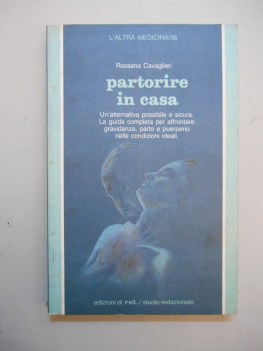 L'ALTRA MEDICINA/36
Rossana Cavaglieri
partorire
in casa
Un'alternativa possibile e sicura.
La guida completa per affrontare
gravidanza, parto e puerperio
nelle condizioni ideali.
edizioni di red./studio redazionale